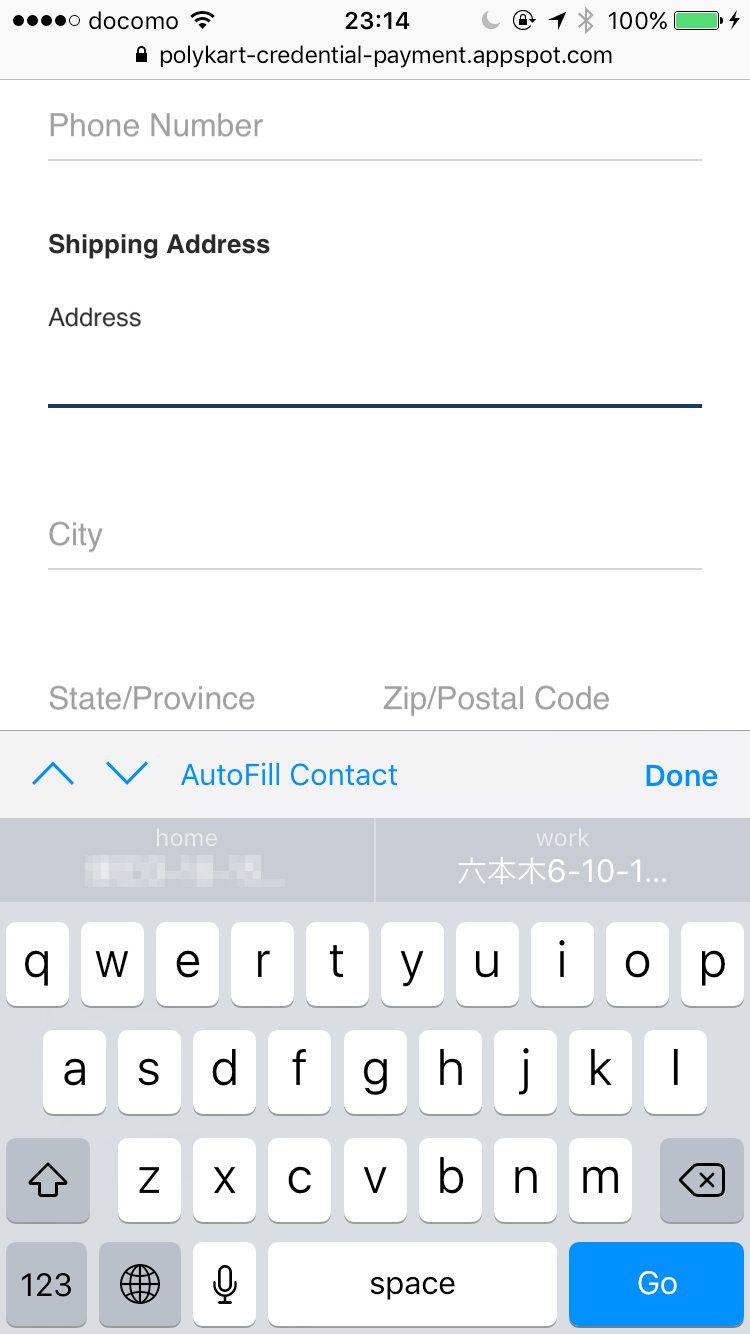 docomo 23:14 100%
polykart-credential-payment.appspot.com
Phone Number
Shipping Address
Address
City
State/Province Zip/Postal Code
AutoFill Contact Done
home work
六本木6-10-1...
q w e r t y u i o p
a s d f g h j k l
z x c v b n m
123 space Go